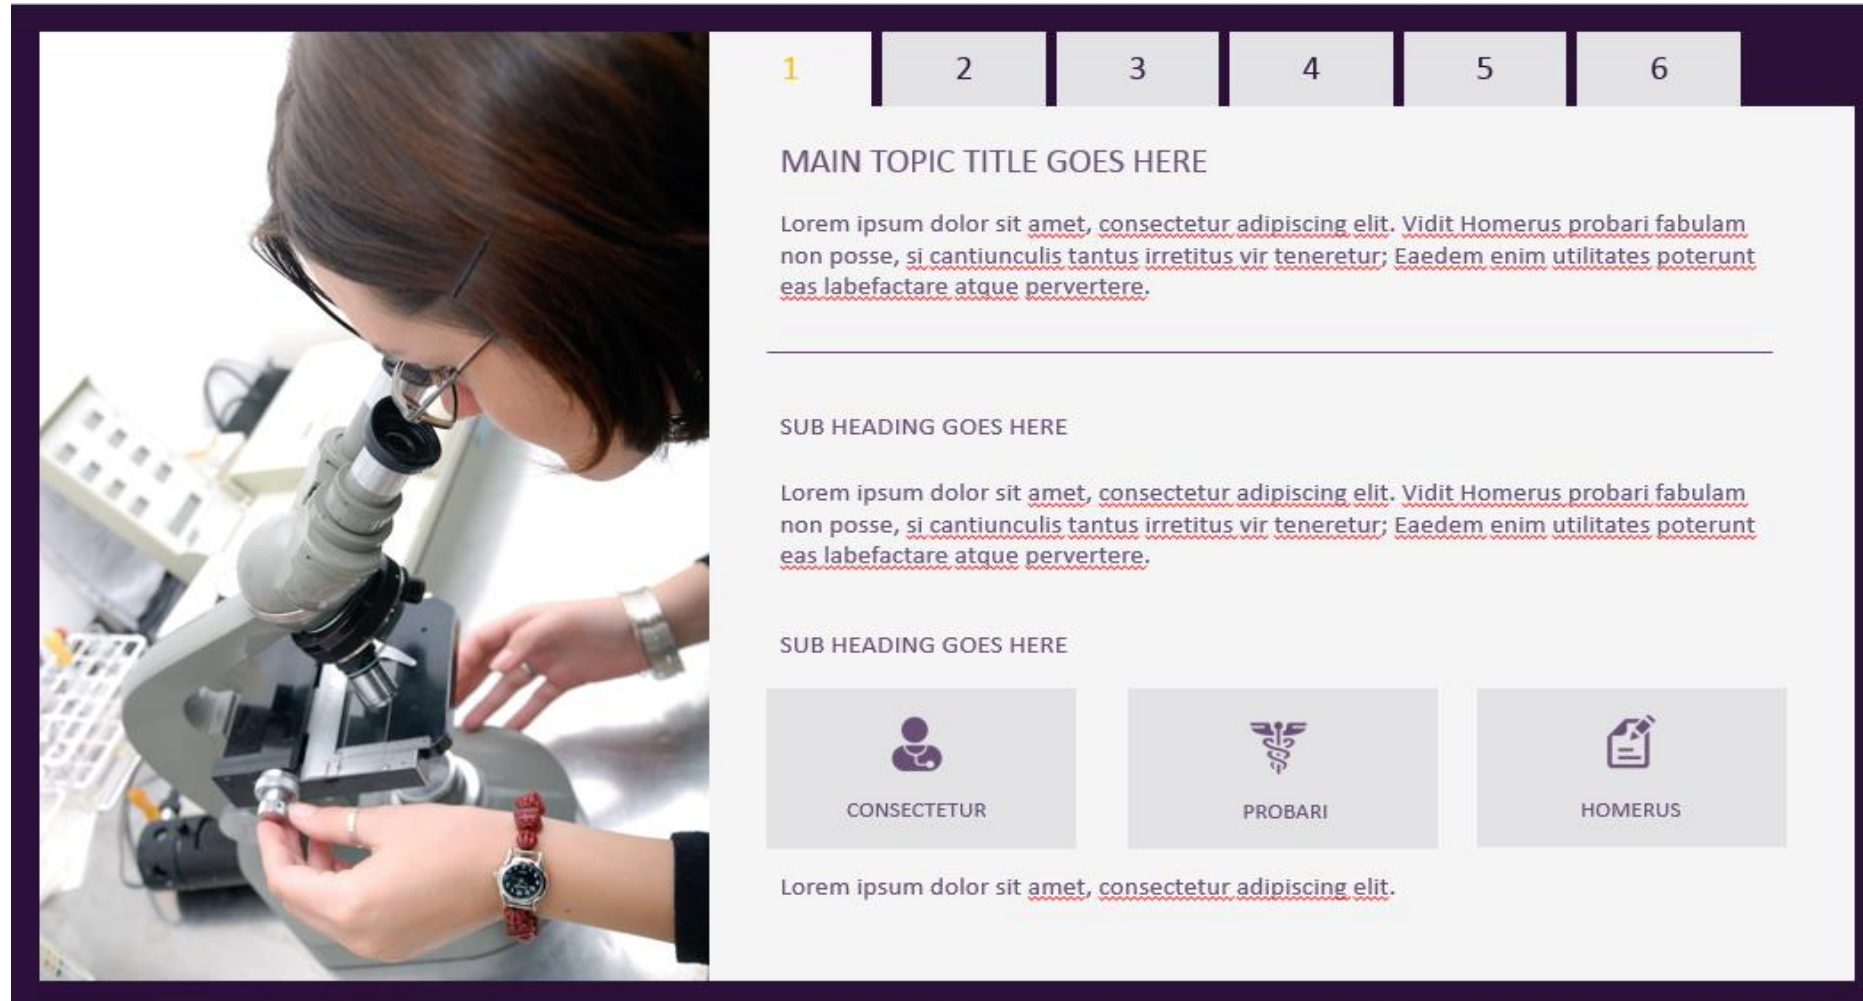 1 2 3 4 5 6
MAIN TOPIC TITLE GOES HERE
Lorem ipsum dolor sit amet, consectetur adipiscing elit. Vidit Homerus probari fabulam
non posse, si cantiunculis tantus irretitus vir teneretur; Eaedem enim utilitates poterunt
eas labefactare atque pervertere.
SUB HEADING GOES HERE
Lorem ipsum dolor sit amet, consectetur adipiscing elit. Vidit Homerus probari fabulam
non posse, si cantiunculis tantus irretitus vir teneretur; Eaedem enim utilitates poterunt
eas labefactare atque pervertere.
SUB HEADING GOES HERE
CONSECTETUR
PROBARI
HOMERUS
Lorem ipsum dolor sit amet, consectetur adipiscing elit.